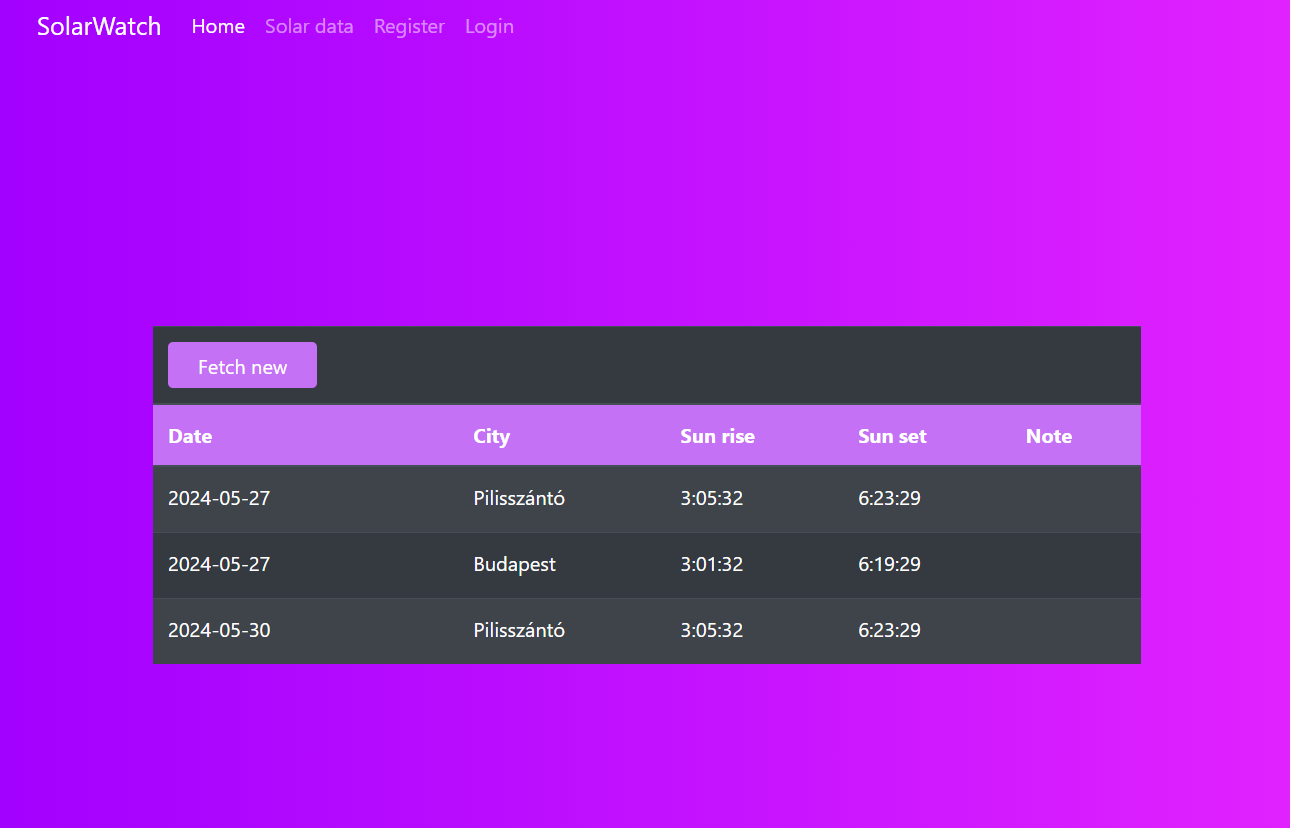 SolarWatch Home Solar data Register Login
Fetch new
Date City Sun rise Sun set Note
2024-05-27 Pilisszántó 3:05:32 6:23:29
2024-05-27 Budapest 3:01:32 6:19:29
2024-05-30 Pilisszántó 3:05:32 6:23:29